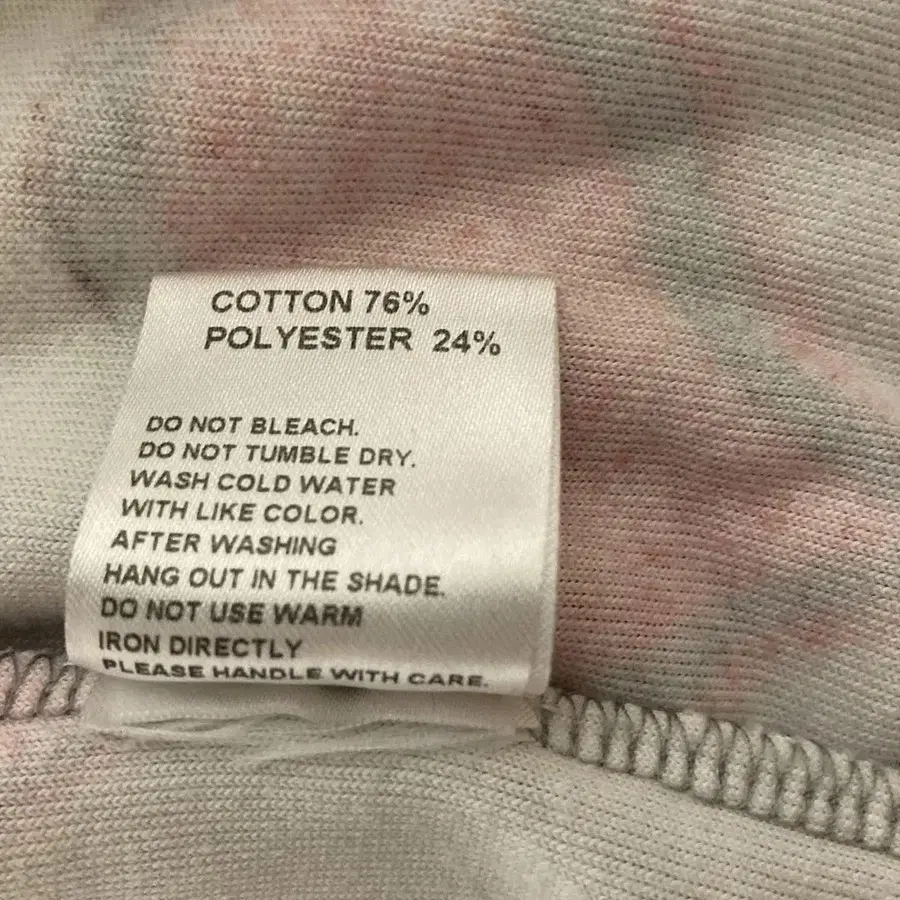 COTTON 76%
POLYESTER 24%
DO NOT BLEACH.
DO NOT TUMBLE DRY.
WASH COLD WATER
WITH LIKE COLOR.
AFTER WASHING
HANG OUT IN THE SHADE.
DO NOT USE WARM
IRON DIRECTLY
PLEASE HANDLE WITH CARE.